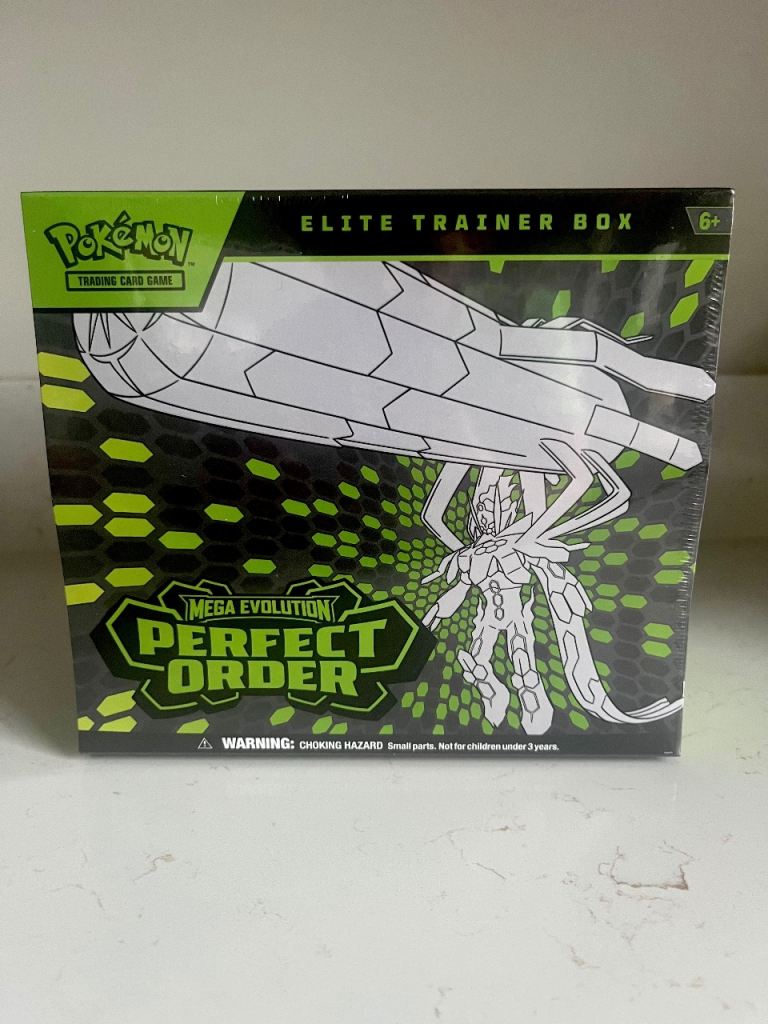 POKéMON™
TRADING CARD GAME
ELITE TRAINER BOX
6+
MEGA EVOLUTION
PERFECT
ORDER
⚠ WARNING: CHOKING HAZARD Small parts. Not for children under 3 years.